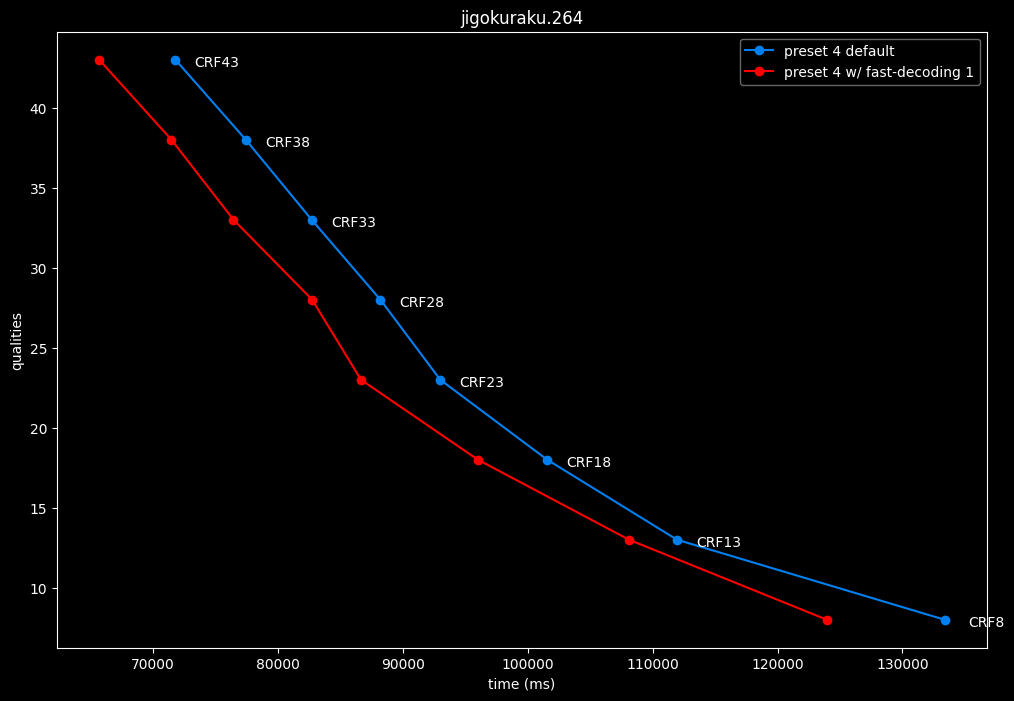 jigokuraku.264
preset 4 default
preset 4 w/ fast-decoding 1
CRF43
CRF38
CRF33
CRF28
CRF23
CRF18
CRF13
CRF8
qualities
40
35
30
25
20
15
10
70000
80000
90000
100000
110000
120000
130000
time (ms)